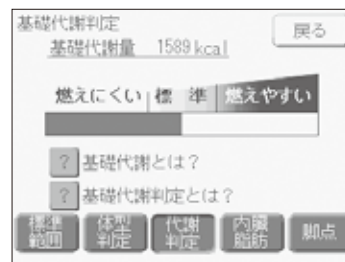 基礎代謝判定
戻る
基礎代謝量 1589 kcal
燃えにくい 標 準 燃えやすい
? 基礎代謝とは?
? 基礎代謝判定とは?
標準範囲 体型判定 代謝判定 内臓脂肪 脚点